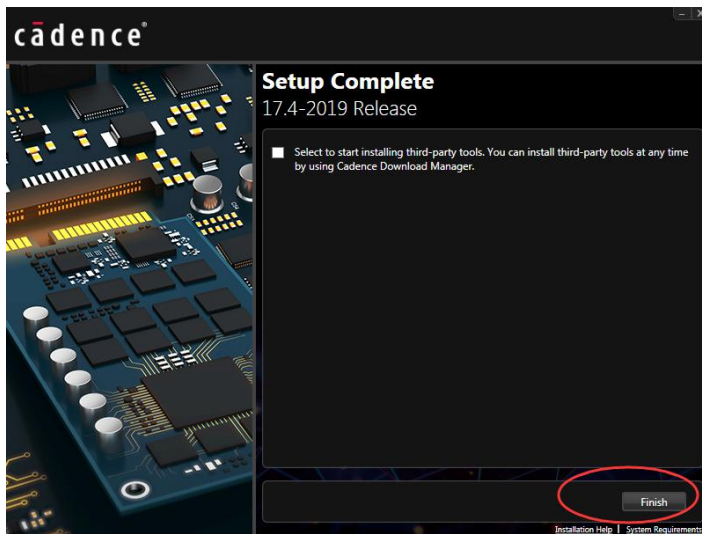 cādence®
Setup Complete
17.4-2019 Release
Select to start installing third-party tools. You can install third-party tools at any time
by using Cadence Download Manager.
Finish
Installation Help | System Requirements